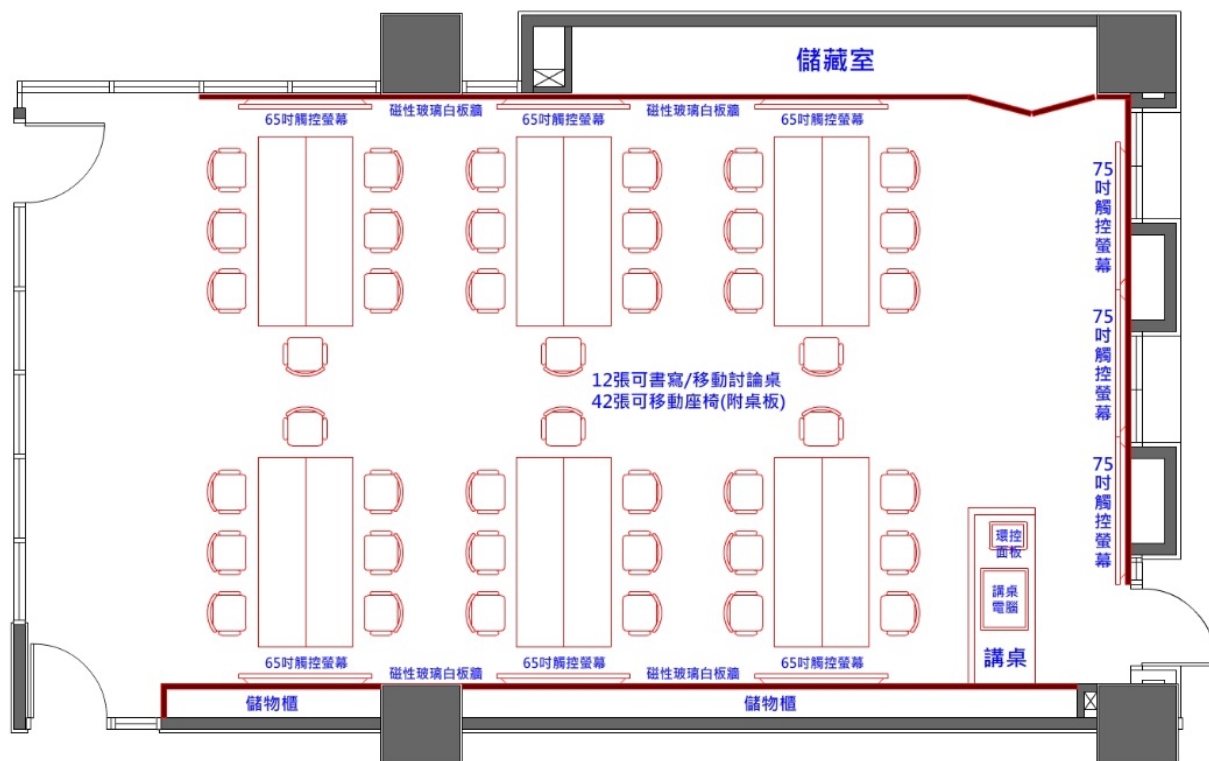 儲藏室
65吋觸控螢幕
磁性玻璃白板牆
65吋觸控螢幕
磁性玻璃白板牆
65吋觸控螢幕
75吋觸控螢幕
75吋觸控螢幕
75吋觸控螢幕
12張可書寫/移動討論桌
42張可移動座椅(附桌板)
環控
面板
講桌
電腦
講桌
65吋觸控螢幕
磁性玻璃白板牆
65吋觸控螢幕
磁性玻璃白板牆
65吋觸控螢幕
儲物櫃
儲物櫃